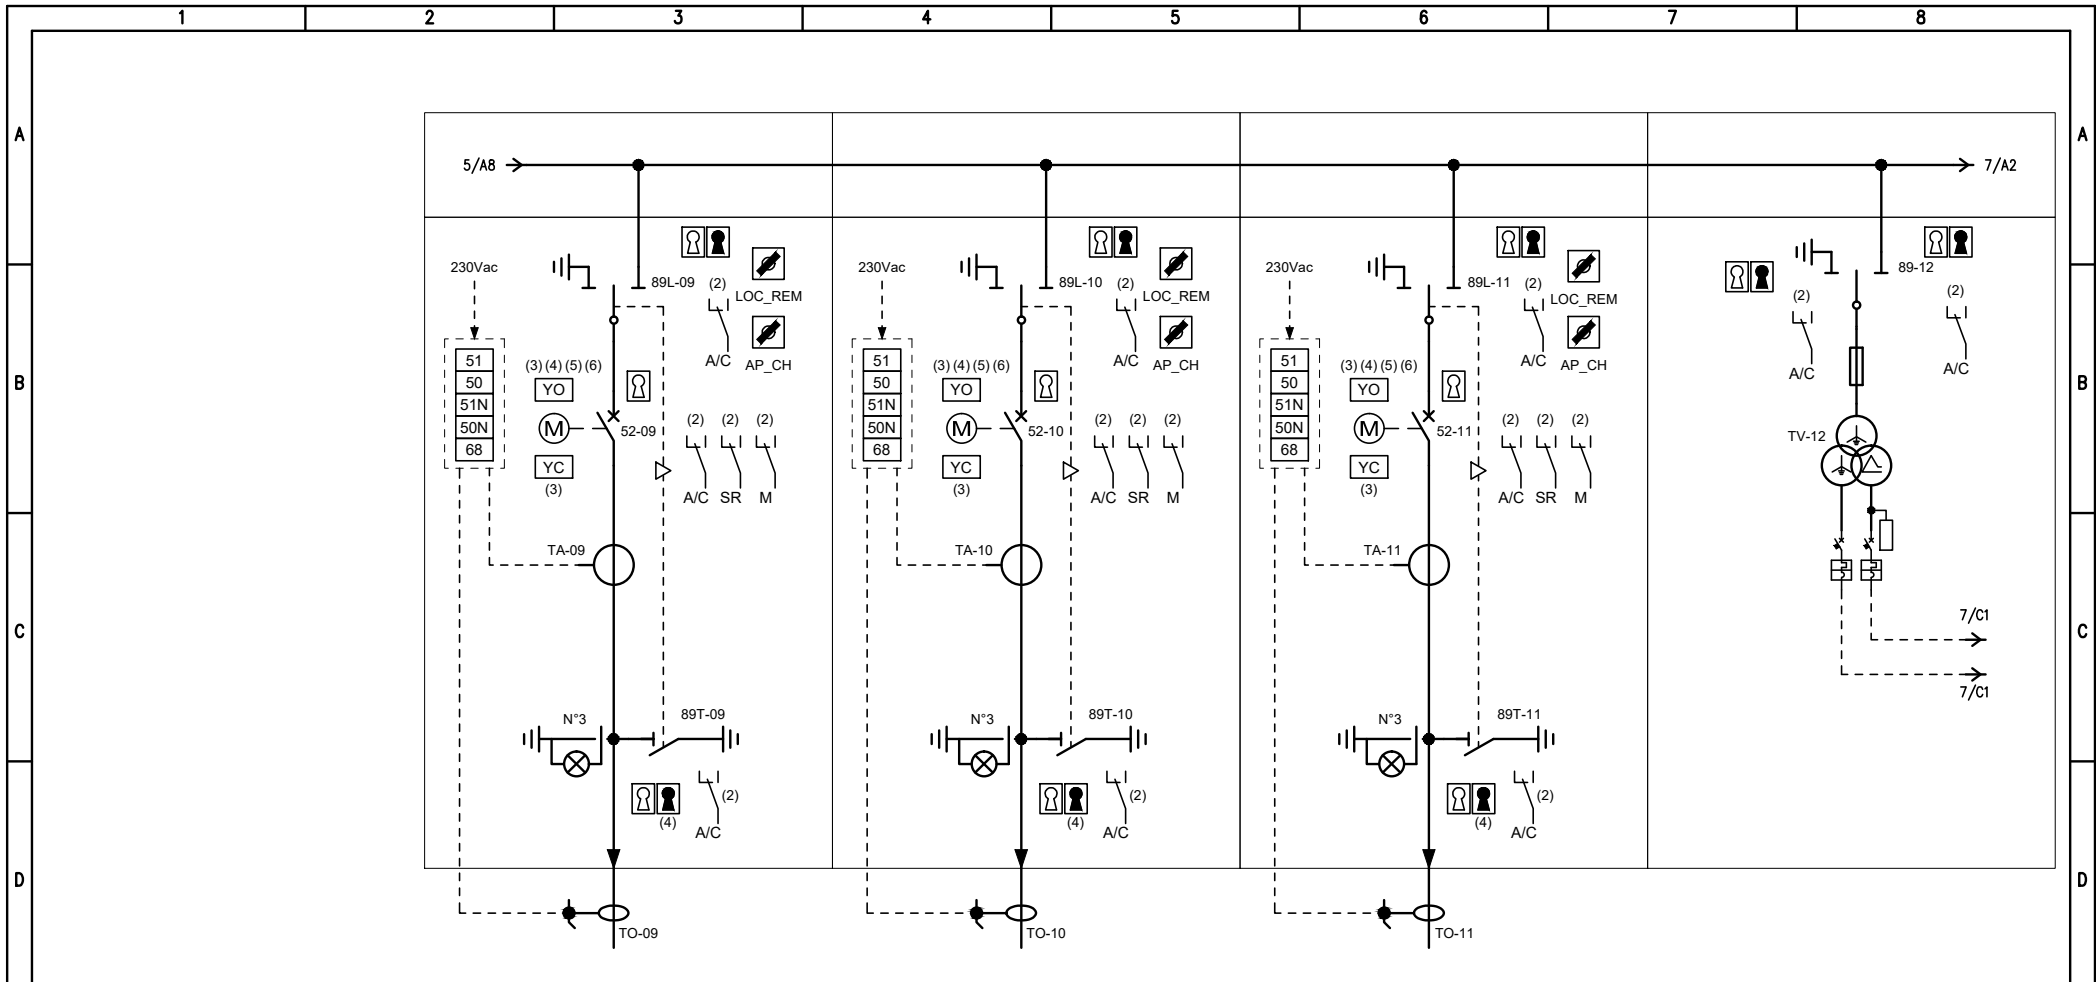 1 2 3 4 5 6 7 8
A A
5/A8 7/A2
230Vac 89L-09 (2) LOC_REM 230Vac 89L-10 (2) LOC_REM 230Vac 89L-11 (2) LOC_REM 89-12
(2) (2)
A/C AP_CH A/C AP_CH A/C AP_CH A/C A/C
B B
51 (3)(4)(5)(6) 51 (3)(4)(5)(6) 51 (3)(4)(5)(6)
50 YO 50 YO 50 YO
51N 51N 51N
(2) (2) (2) (2) (2) (2) (2) (2) (2)
50N M 52-09 50N M 52-10 50N M 52-11 TV-12
68 YC 68 YC 68 YC
(3) A/C SR M (3) A/C SR M (3) A/C SR M
TA-09 TA-10 TA-11
C C
7/C1
7/C1
N°3 89T-09 N°3 89T-10 N°3 89T-11
(2) (2) (2)
(4) A/C (4) A/C (4) A/C
D D
TO-09 TO-10 TO-11